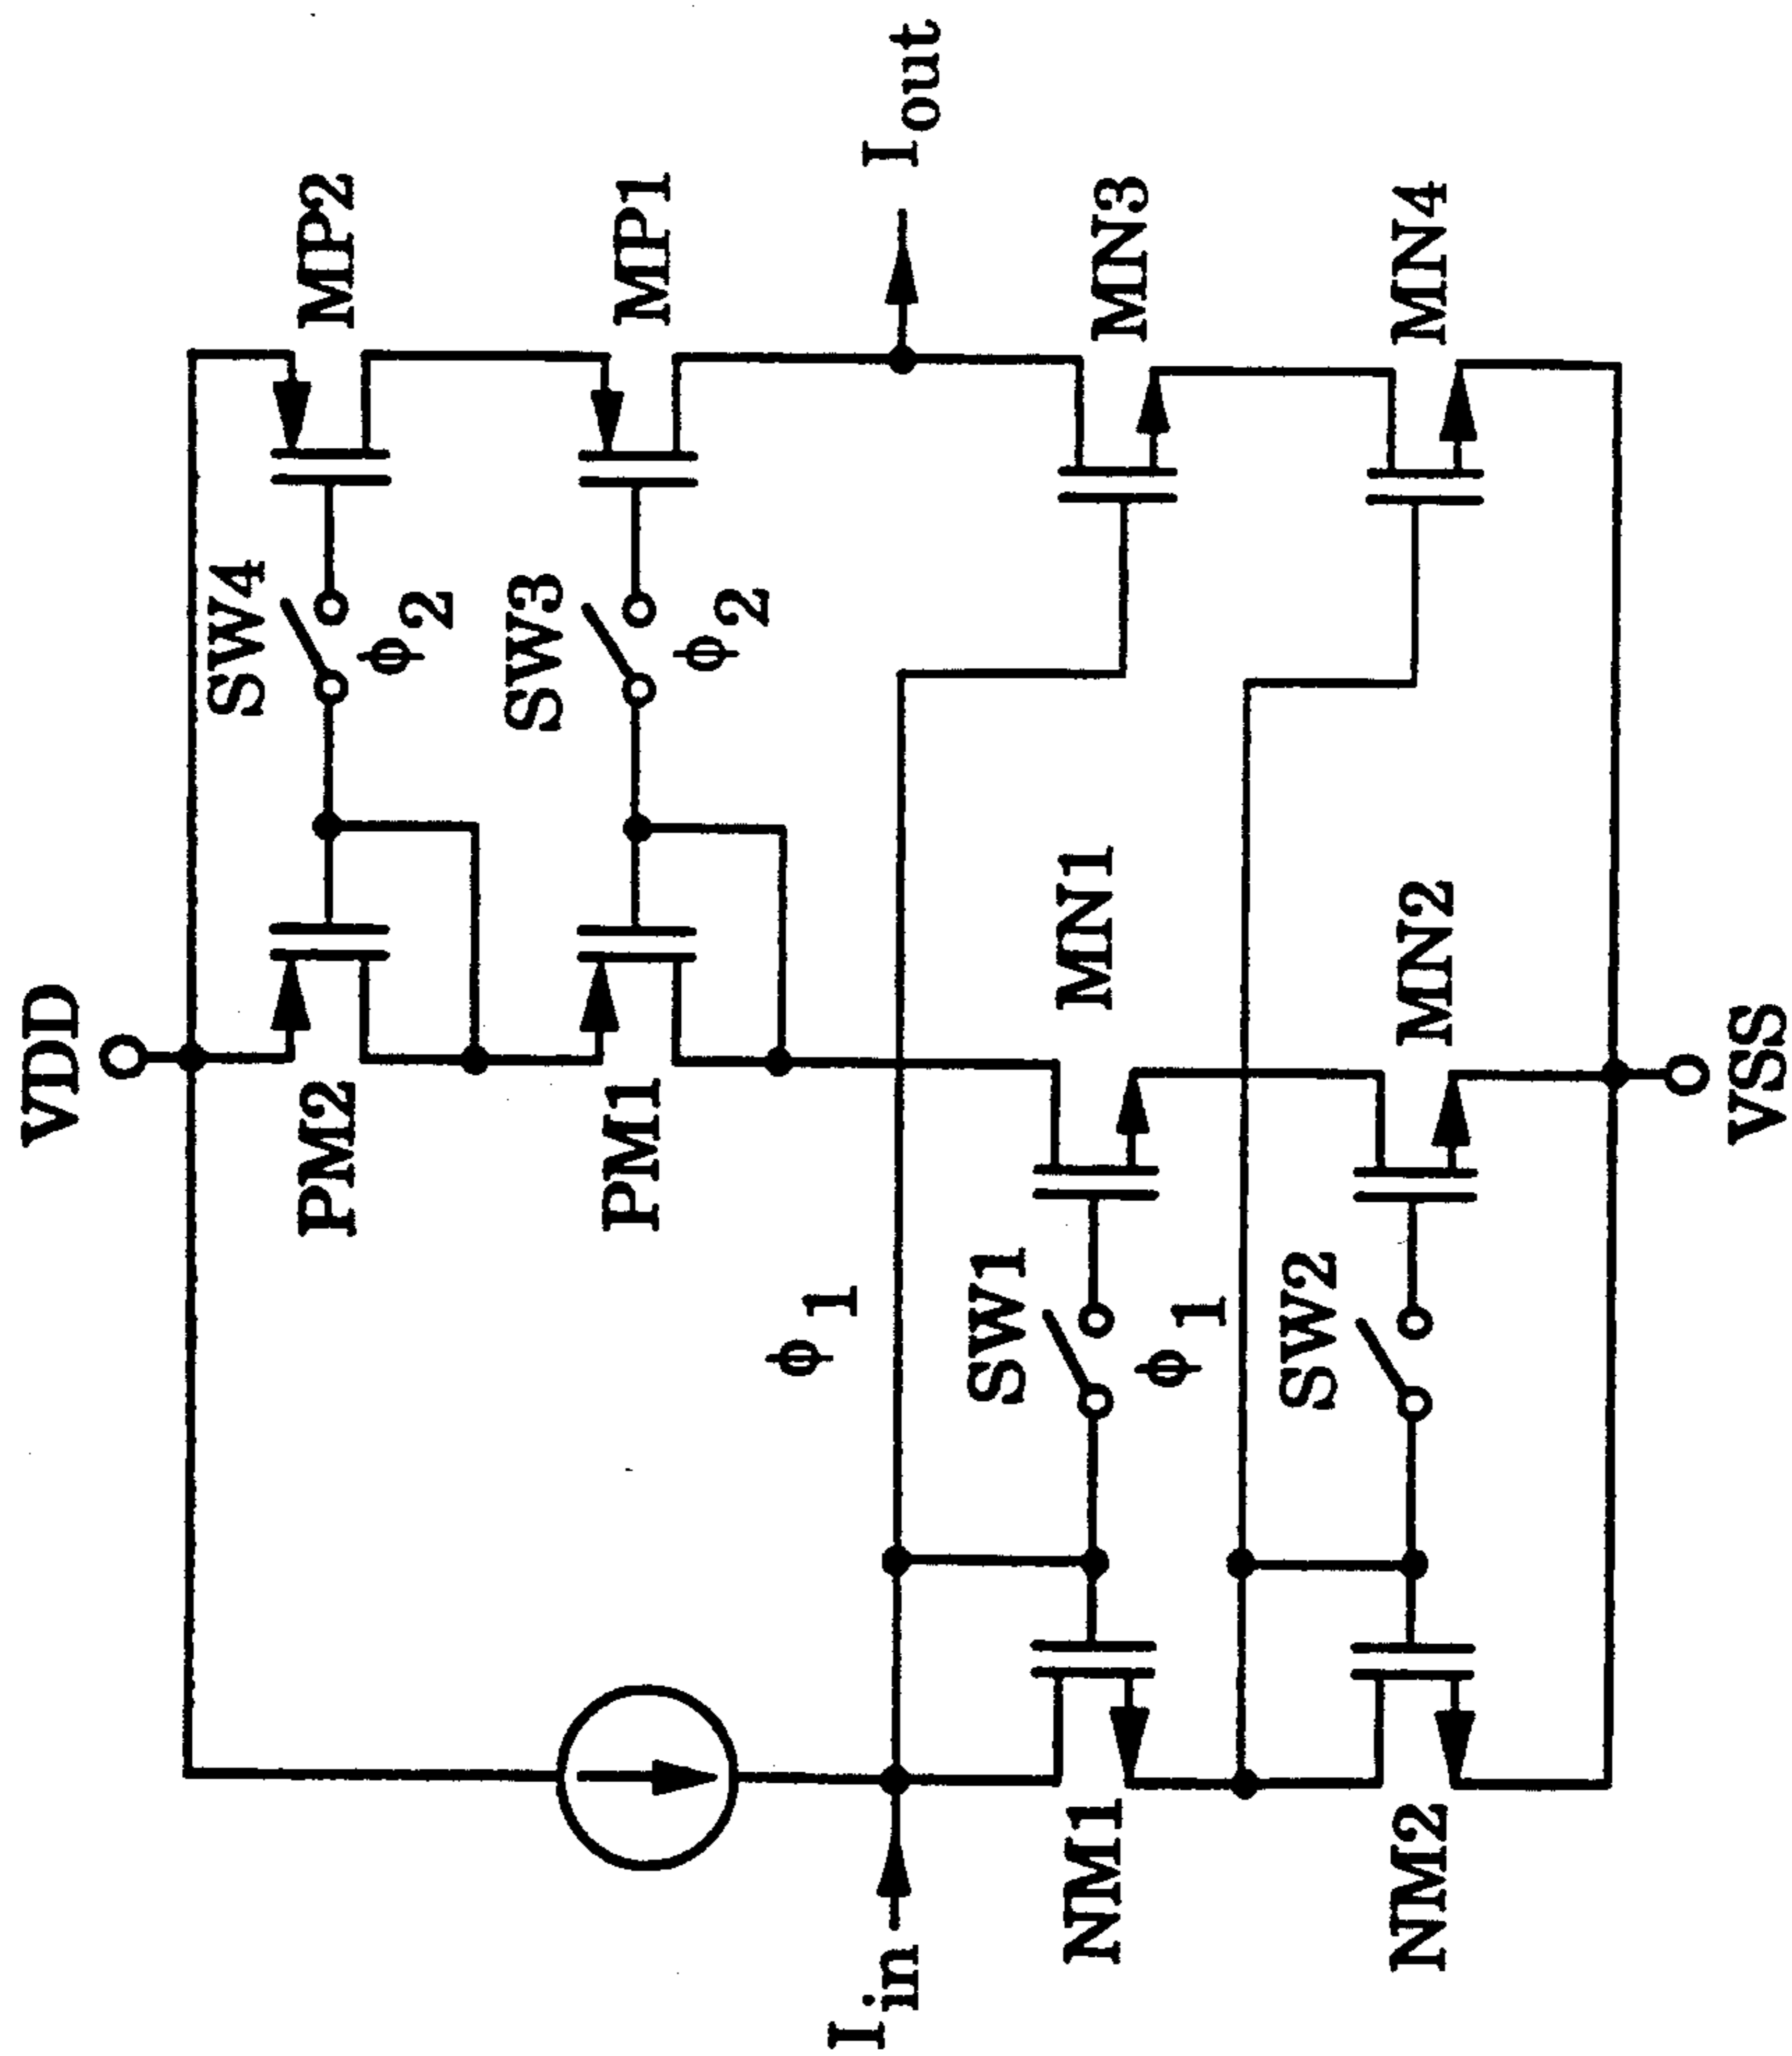 VDD
SW4
MP2
PM2
ϕ2
SW3
MP1
PM1
ϕ2
ϕ1
Iin
Iout
SW1
MN1
MN3
NM1
ϕ1
SW2
MN2
MN4
NM2
VSS